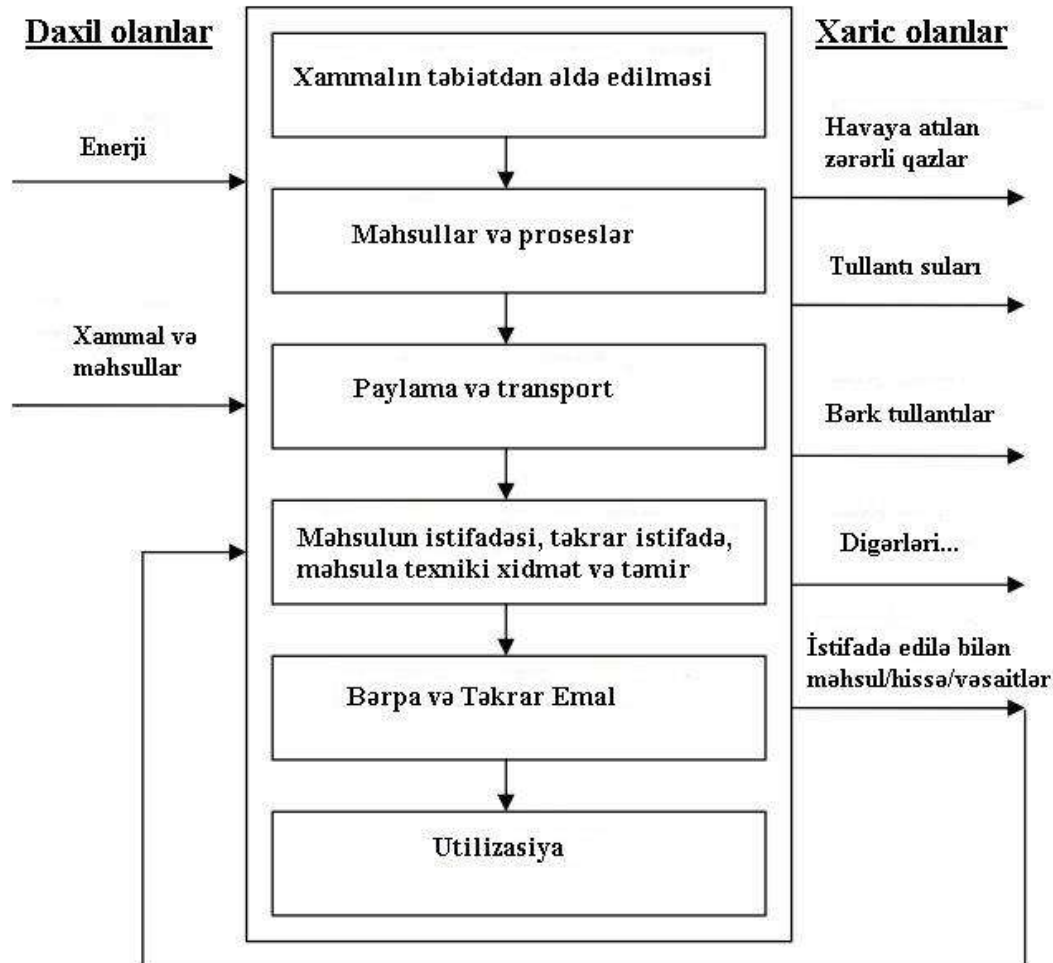 Daxil olanlar
Xaric olanlar
Xammalın təbiətdən əldə edilməsi
Enerji
Havaya atılan
zərərli qazlar
Məhsullar və proseslər
Tullantı suları
Xammal və
məhsullar
Paylama və transport
Bərk tullantılar
Məhsulun istifadəsi, təkrar istifadə,
məhsula texniki xidmət və təmir
Digərləri...
İstifadə edilə bilən
məhsul/hissə/vəsaitlər
Bərpa və Təkrar Emal
Utilizasiya